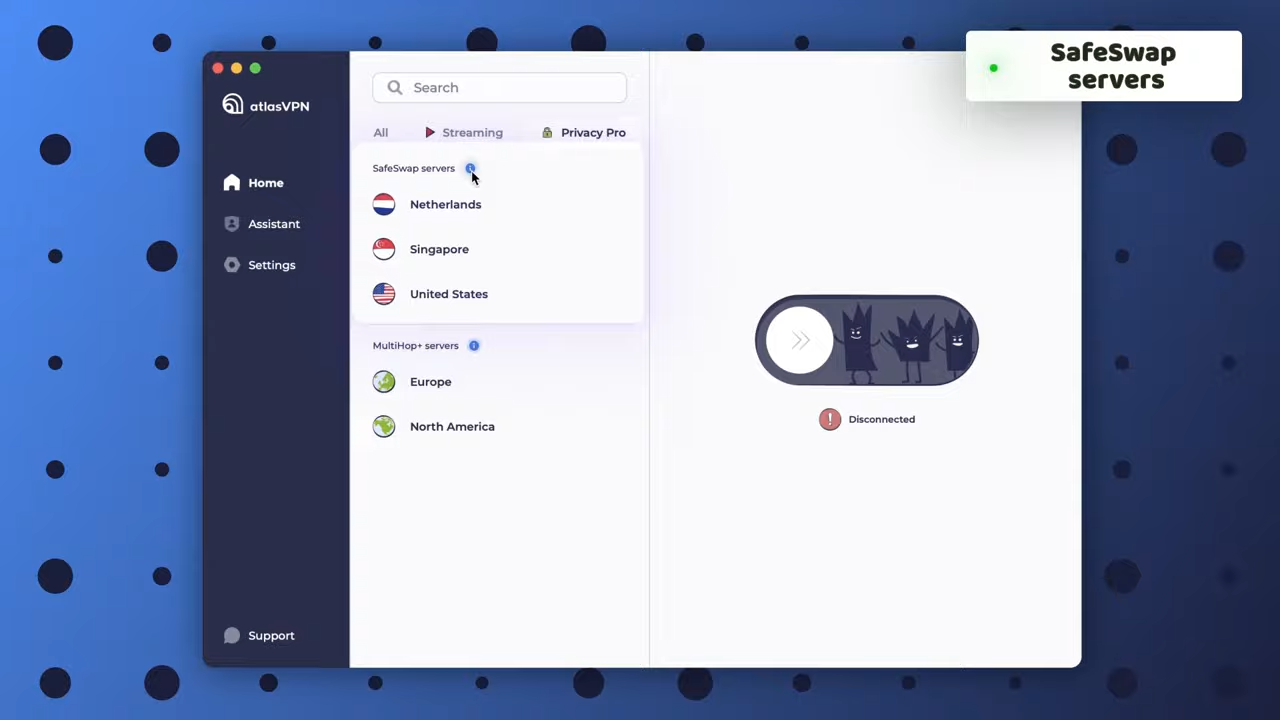 SafeSwap
servers
atlasVPN
Home
Assistant
Settings
Support
Search
All
Streaming
Privacy Pro
SafeSwap servers
Netherlands
Singapore
United States
MultiHop+ servers
Europe
North America
Disconnected